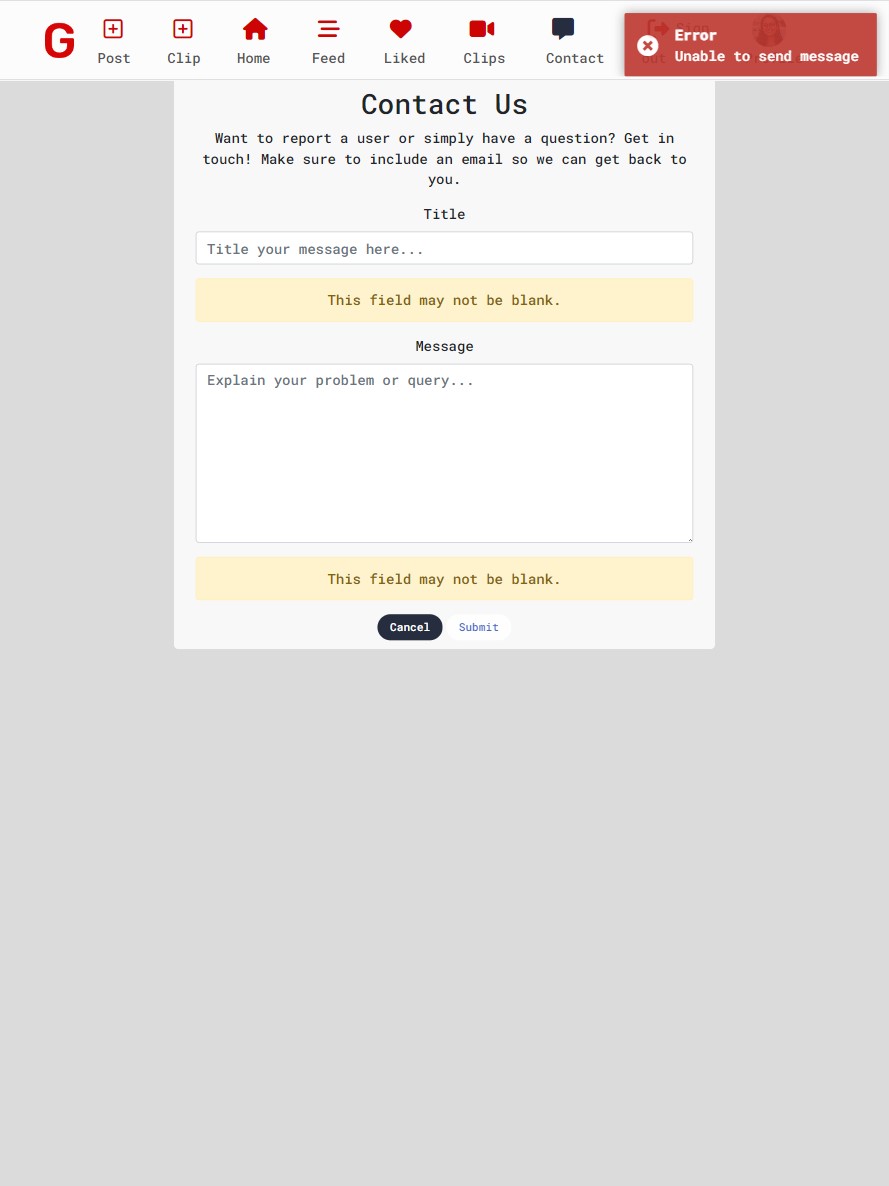 G
Post
Clip
Home
Feed
Liked
Clips
Contact
Sign
out
Error
Unable to send message
Contact Us
Want to report a user or simply have a question? Get in
touch! Make sure to include an email so we can get back to
you.
Title
Title your message here...
This field may not be blank.
Message
Explain your problem or query...
This field may not be blank.
Cancel
Submit